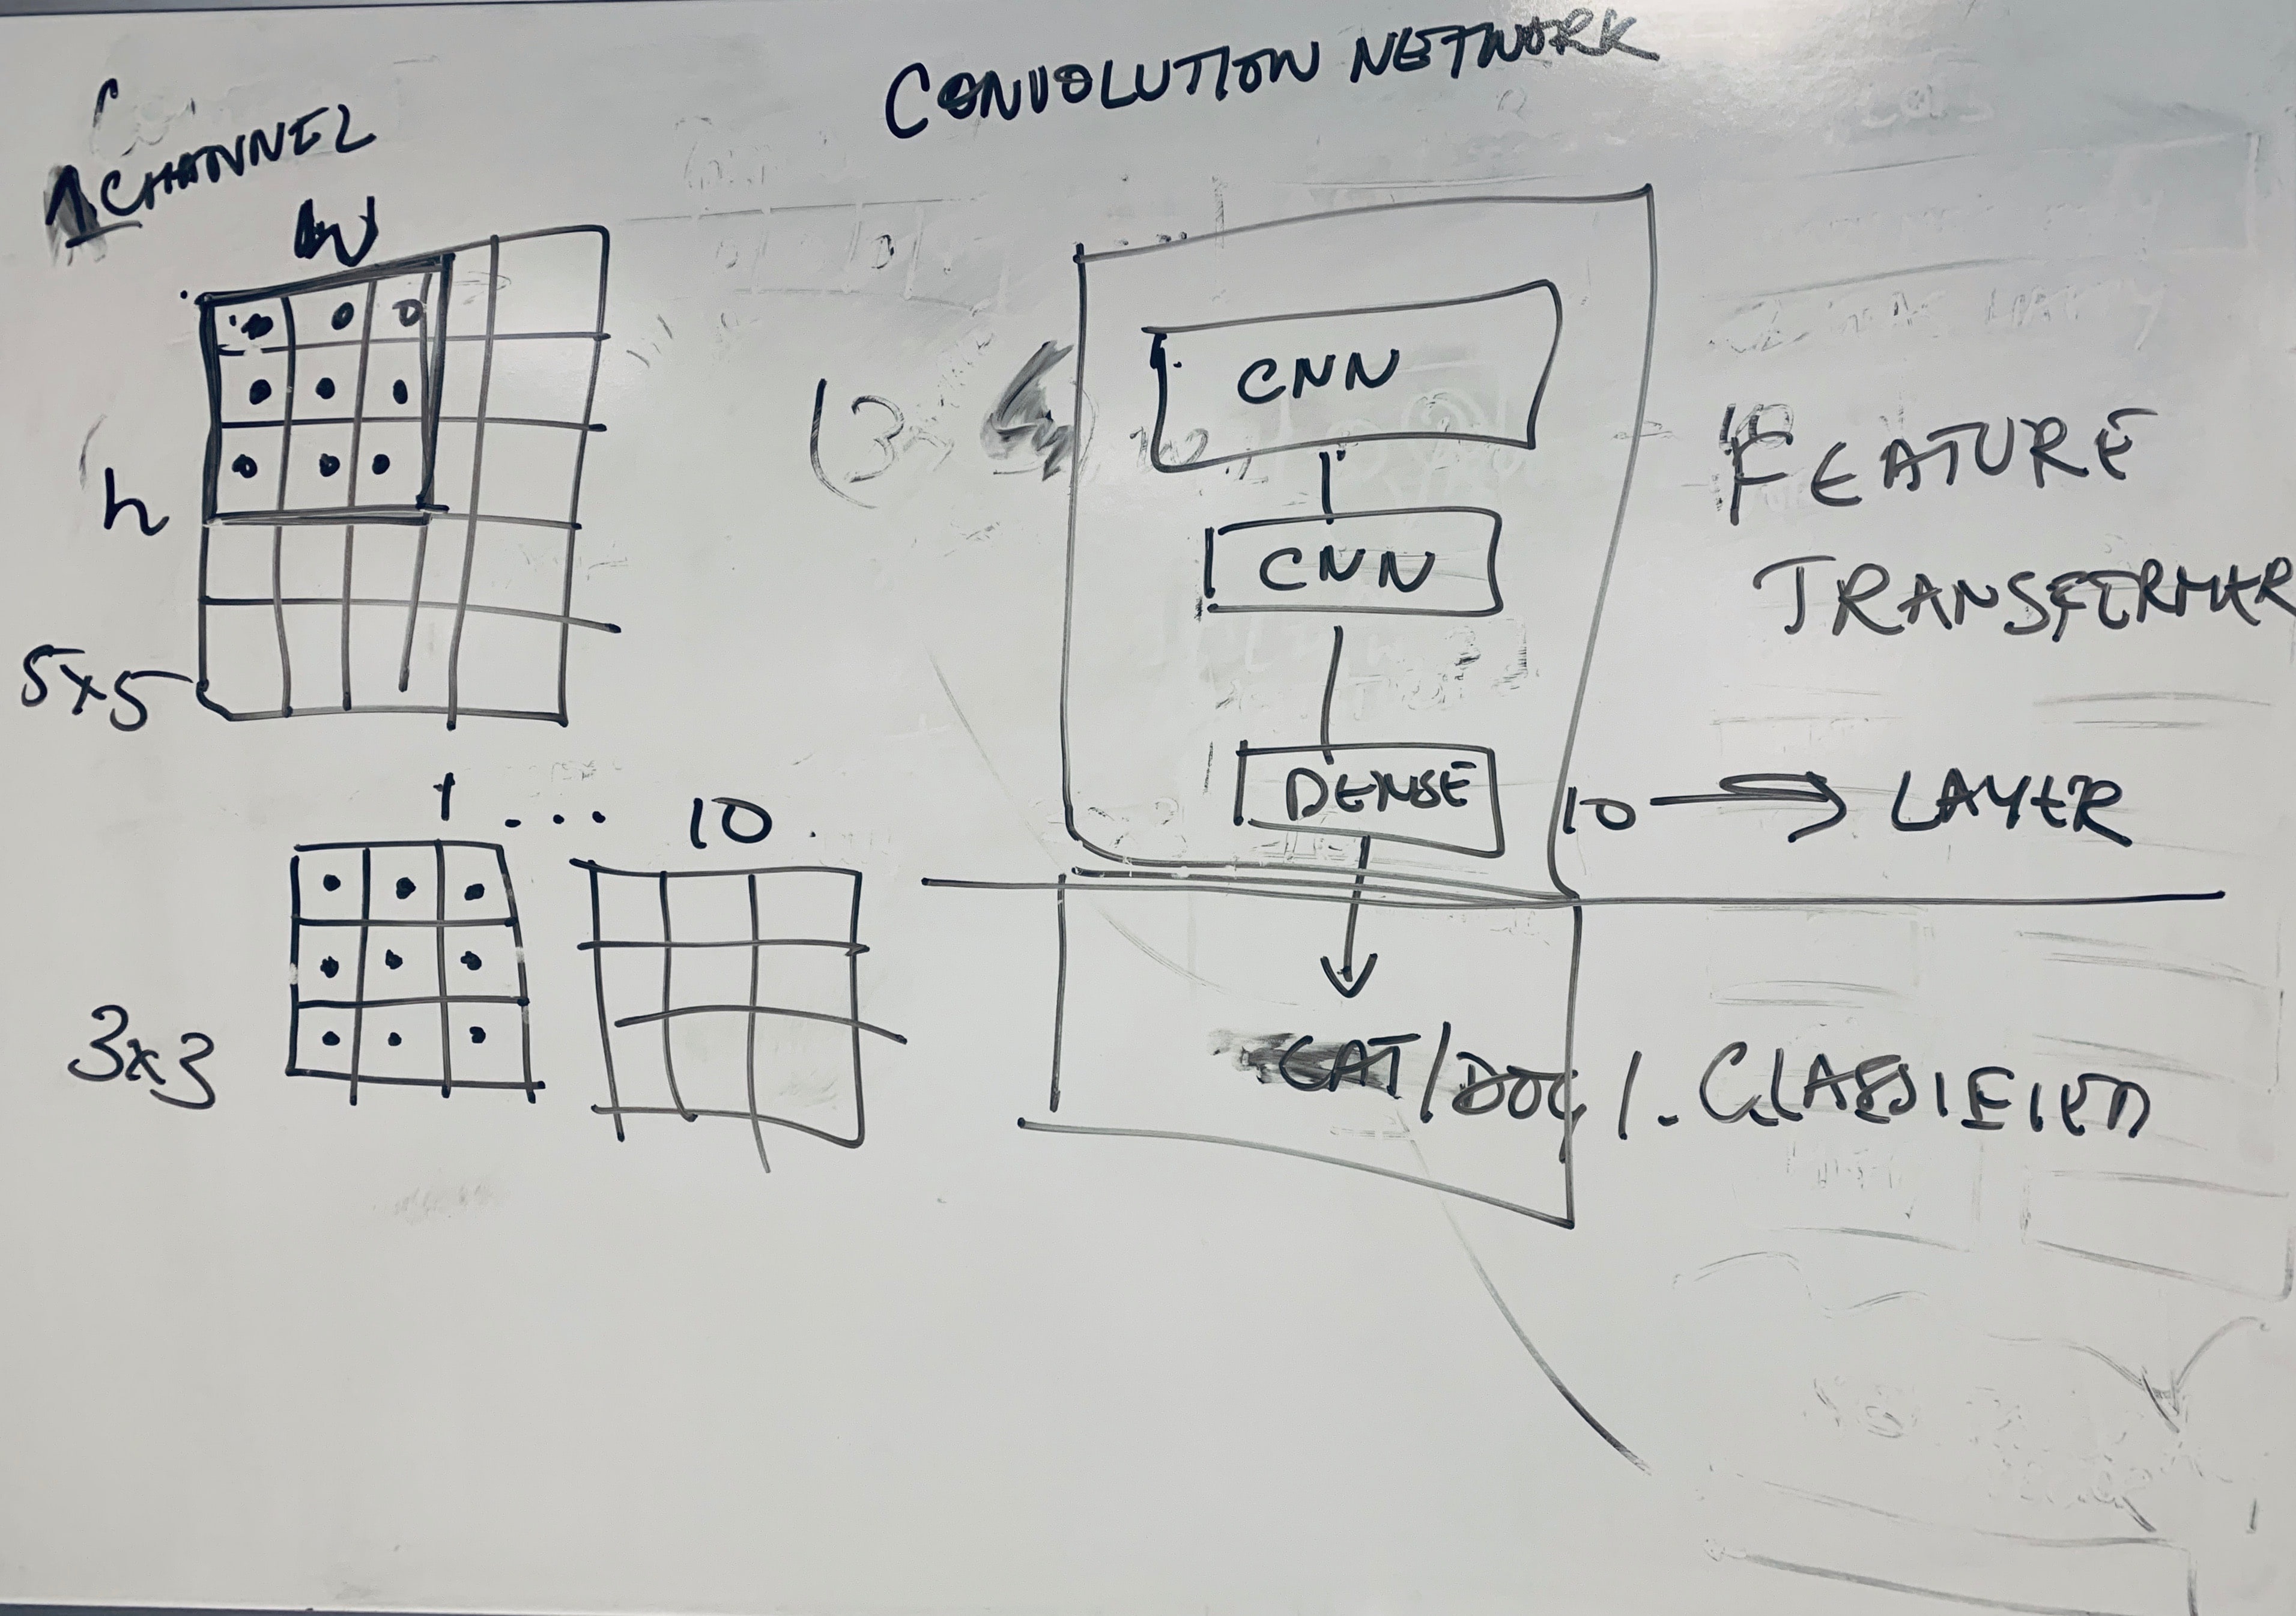 CONVOLUTION NETWORK
1 CHANNEL
W
h
5x5
1 ... 10
3x3
CNN
CNN
DENSE
10
LAYER
FEATURE
TRANSFORMER
CAT/DOG
1. CLASSIFIER